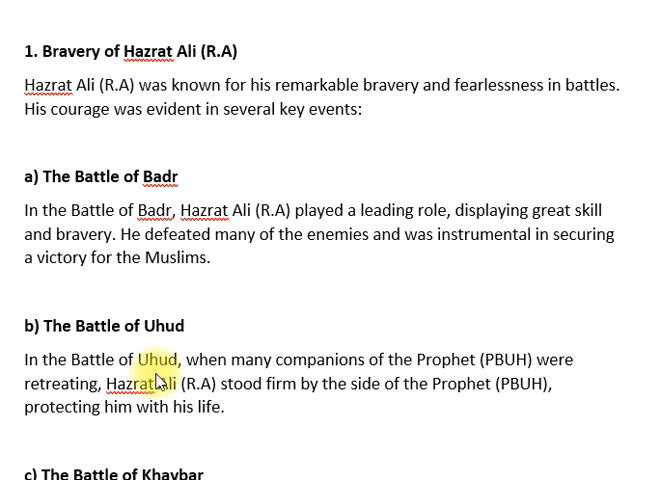 1. Bravery of Hazrat Ali (R.A)
Hazrat Ali (R.A) was known for his remarkable bravery and fearlessness in battles.
His courage was evident in several key events:
a) The Battle of Badr
In the Battle of Badr, Hazrat Ali (R.A) played a leading role, displaying great skill
and bravery. He defeated many of the enemies and was instrumental in securing
a victory for the Muslims.
b) The Battle of Uhud
In the Battle of Uhud, when many companions of the Prophet (PBUH) were
retreating, Hazrat Ali (R.A) stood firm by the side of the Prophet (PBUH),
protecting him with his life.
c) The Battle of Khaybar